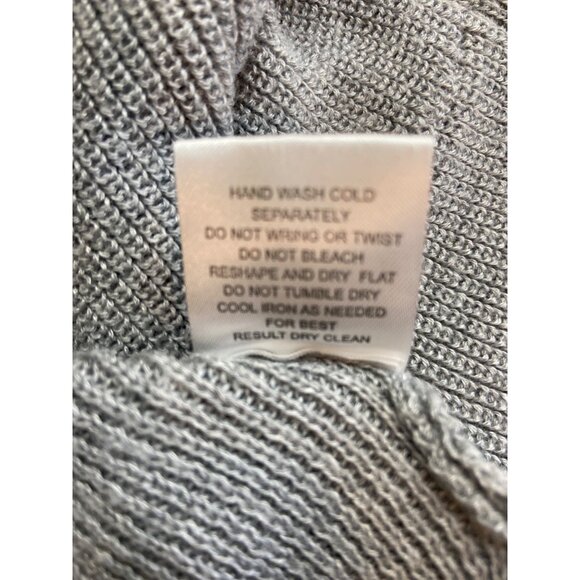 HAND WASH COLD
SEPARATELY
DO NOT WRING OR TWIST
DO NOT BLEACH
RESHAPE AND DRY FLAT
DO NOT TUMBLE DRY
COOL IRON AS NEEDED
FOR BEST
RESULT DRY CLEAN